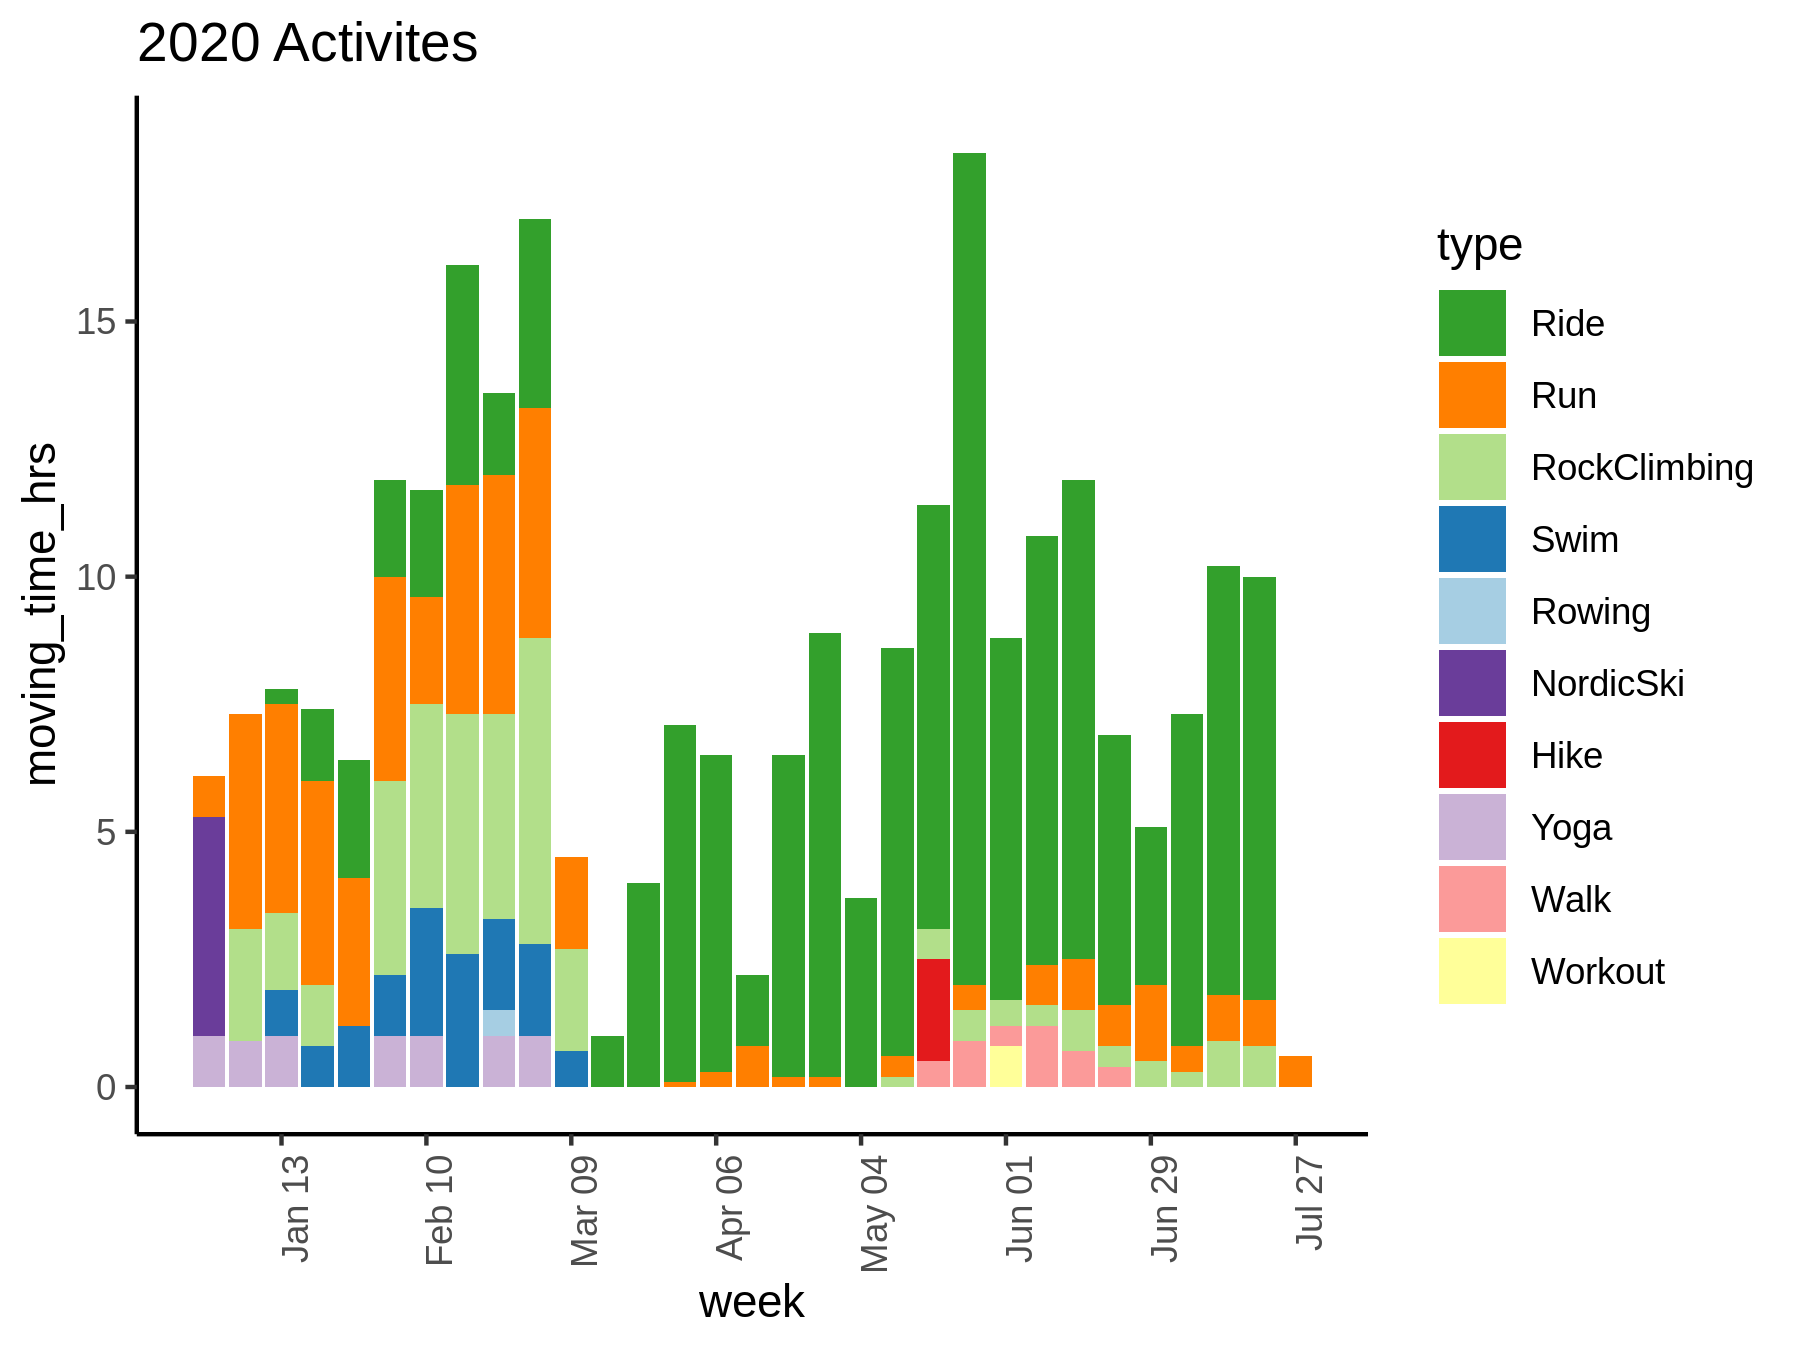 2020 Activites
moving_time_hrs
15
10
5
0
Jan 13
Feb 10
Mar 09
Apr 06
May 04
Jun 01
Jun 29
Jul 27
week
type
Ride
Run
RockClimbing
Swim
Rowing
NordicSki
Hike
Yoga
Walk
Workout